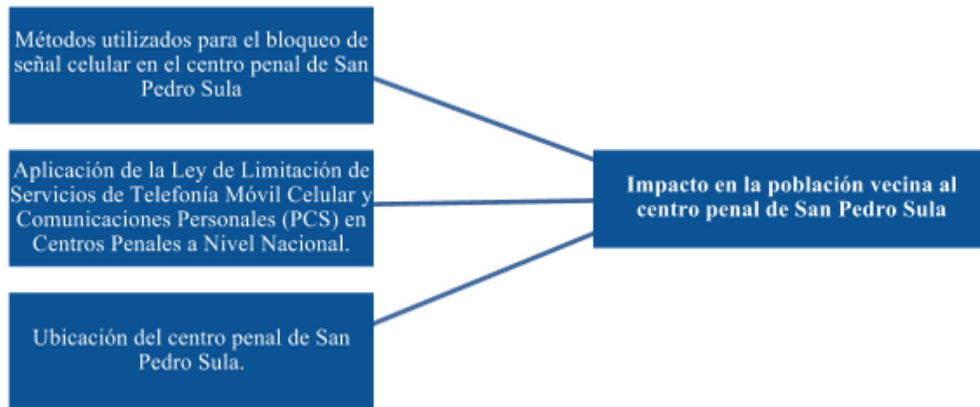 Métodos utilizados para el bloqueo de
señal celular en el centro penal de San
Pedro Sula
Aplicación de la Ley de Limitación de
Servicios de Telefonía Móvil Celular y
Comunicaciones Personales (PCS) en
Centros Penales a Nivel Nacional.
Ubicación del centro penal de San
Pedro Sula.
Impacto en la población vecina al
centro penal de San Pedro Sula